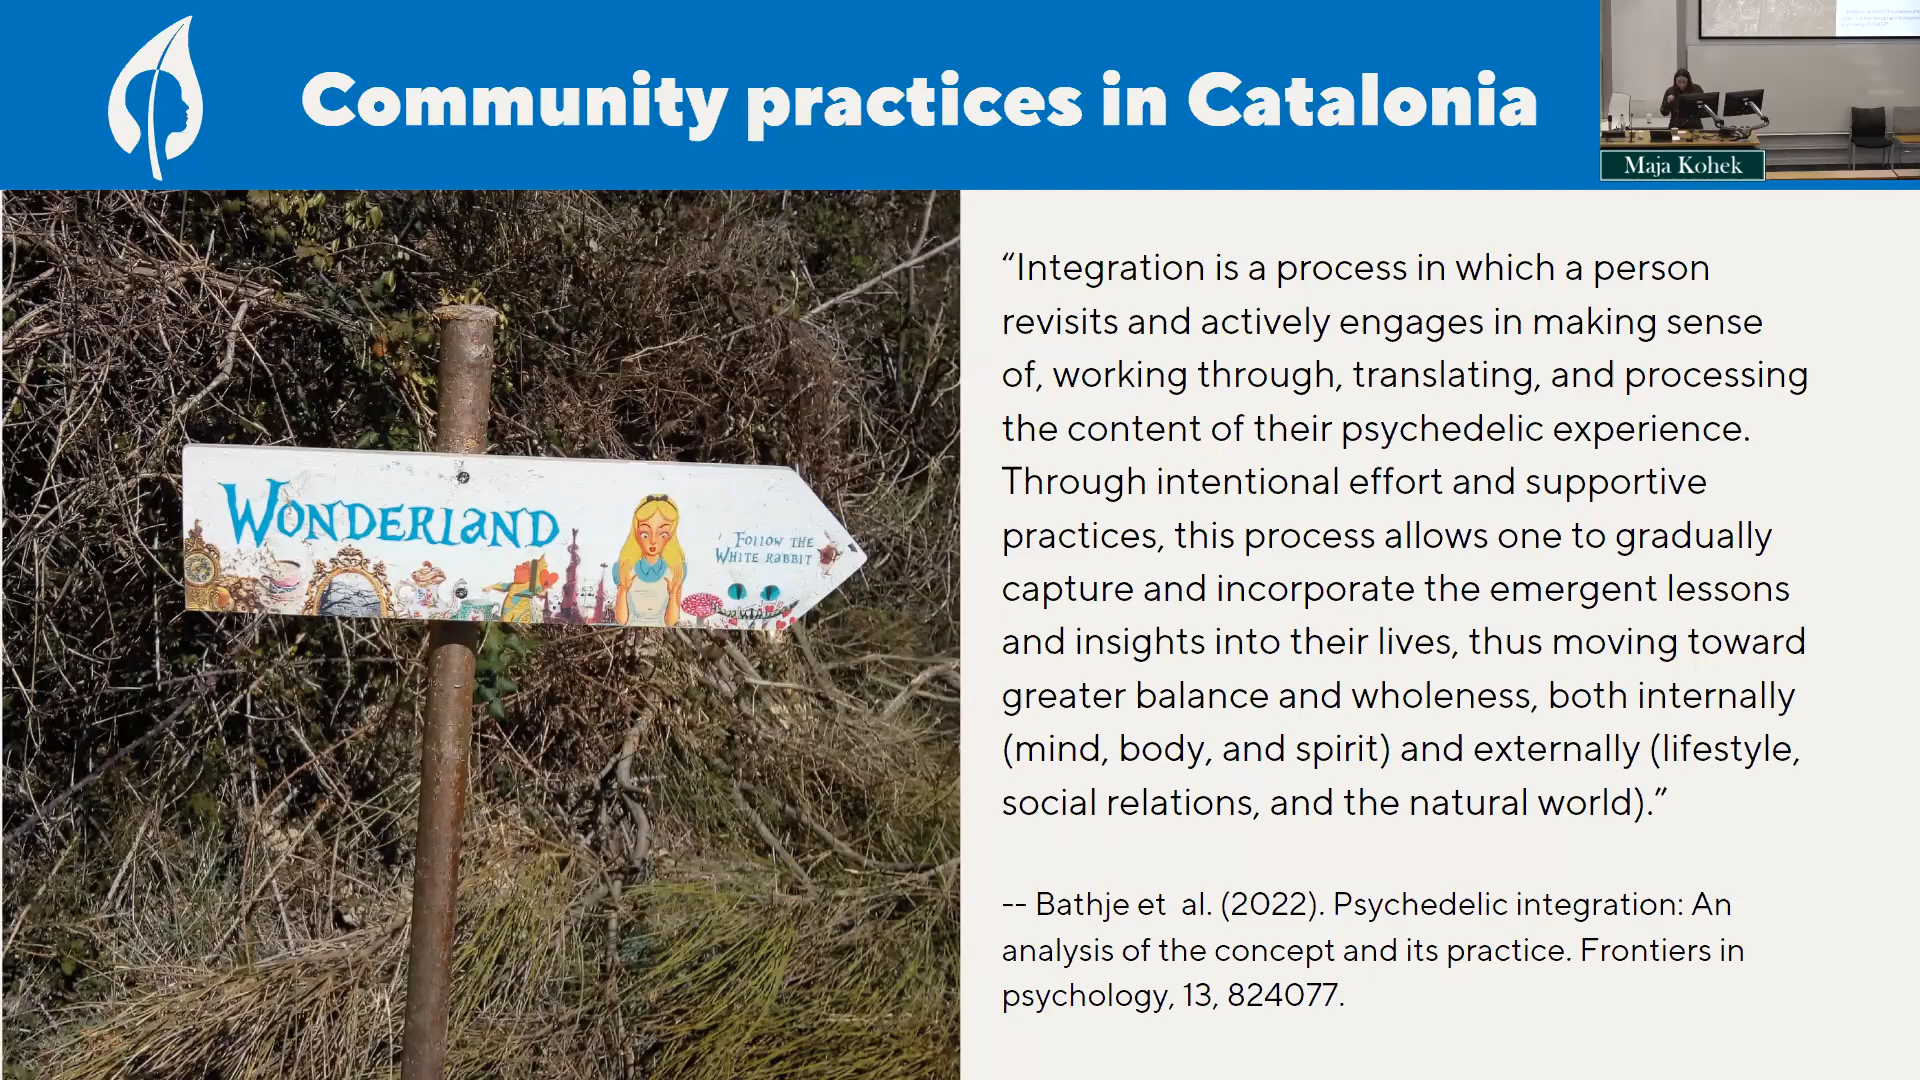 Community practices in Catalonia
Maja Kohek
WONDERLaND
FOLLOW THE
WHITE RaBBIT
“Integration is a process in which a person
revisits and actively engages in making sense
of, working through, translating, and processing
the content of their psychedelic experience.
Through intentional effort and supportive
practices, this process allows one to gradually
capture and incorporate the emergent lessons
and insights into their lives, thus moving toward
greater balance and wholeness, both internally
(mind, body, and spirit) and externally (lifestyle,
social relations, and the natural world).”
-- Bathje et al. (2022). Psychedelic integration: An
analysis of the concept and its practice. Frontiers in
psychology, 13, 824077.